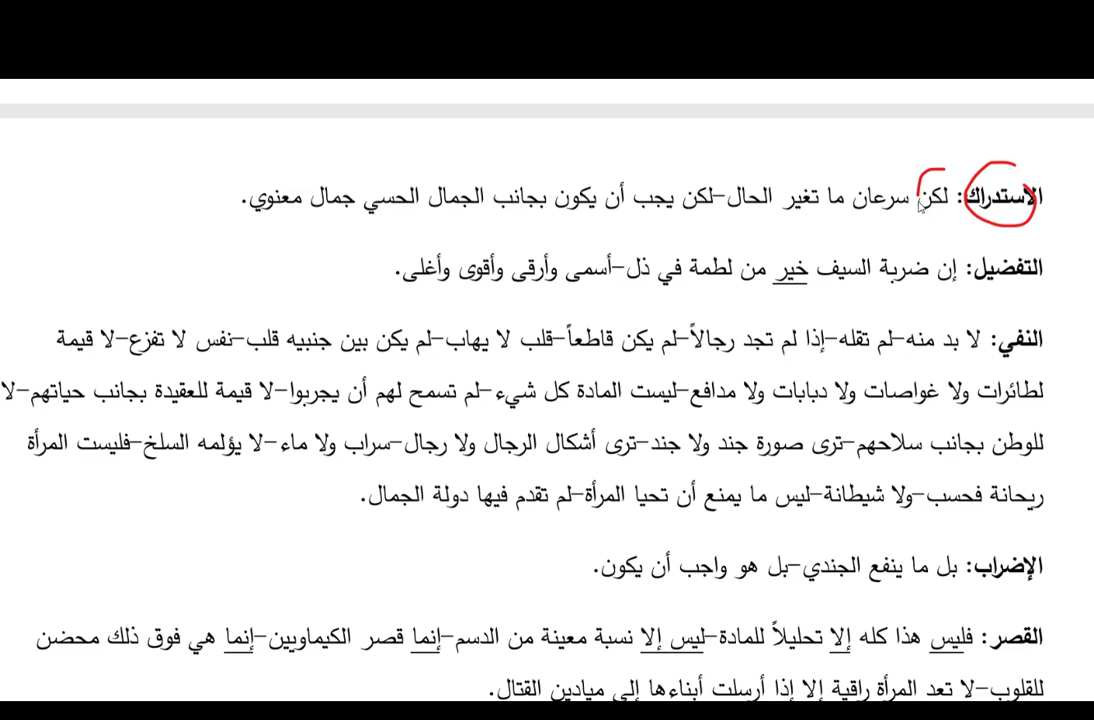 الاستدراك: لكن سرعان ما تغير الحال–لكن يجب أن يكون بجانب الجمال الحسي جمال معنوي.
التفضيل: إن ضربة السيف خير من لطمة في ذل–أسمى وأرقى وأقوى وأغلى.
النفي: لا بد منه–لم تقله–إذا لم تجد رجالاً–لم يكن قاطعاً–قلب لا يهاب–لم يكن بين جنبيه قلب–نفس لا تفزع–لا قيمة
لطائرات ولا غواصات ولا دبابات ولا مدافع–ليست المادة كل شيء–لم تسمح لهم أن يجربوا–لا قيمة للعقيدة بجانب حياتهم–لا
للوطن بجانب سلاحهم–ترى صورة جند ولا جند–ترى أشكال الرجال ولا رجال–سراب ولا ماء–لا يؤلمه السلخ–فليست المرأة
ريحانة فحسب–ولا شيطانة–ليس ما يمنع أن تحيا المرأة–لم تقدم فيها دولة الجمال.
الإضراب: بل ما ينفع الجندي–بل هو واجب أن يكون.
القصر: فليس هذا كله إلا تحليلاً للمادة–ليس إلا نسبة معينة من الدسم–إنما قصر الكيماويين–إنما هي فوق ذلك محضن
للقلوب–لا تعد المرأة راقية إلا إذا أرسلت أبناءها إلى ميادين القتال.